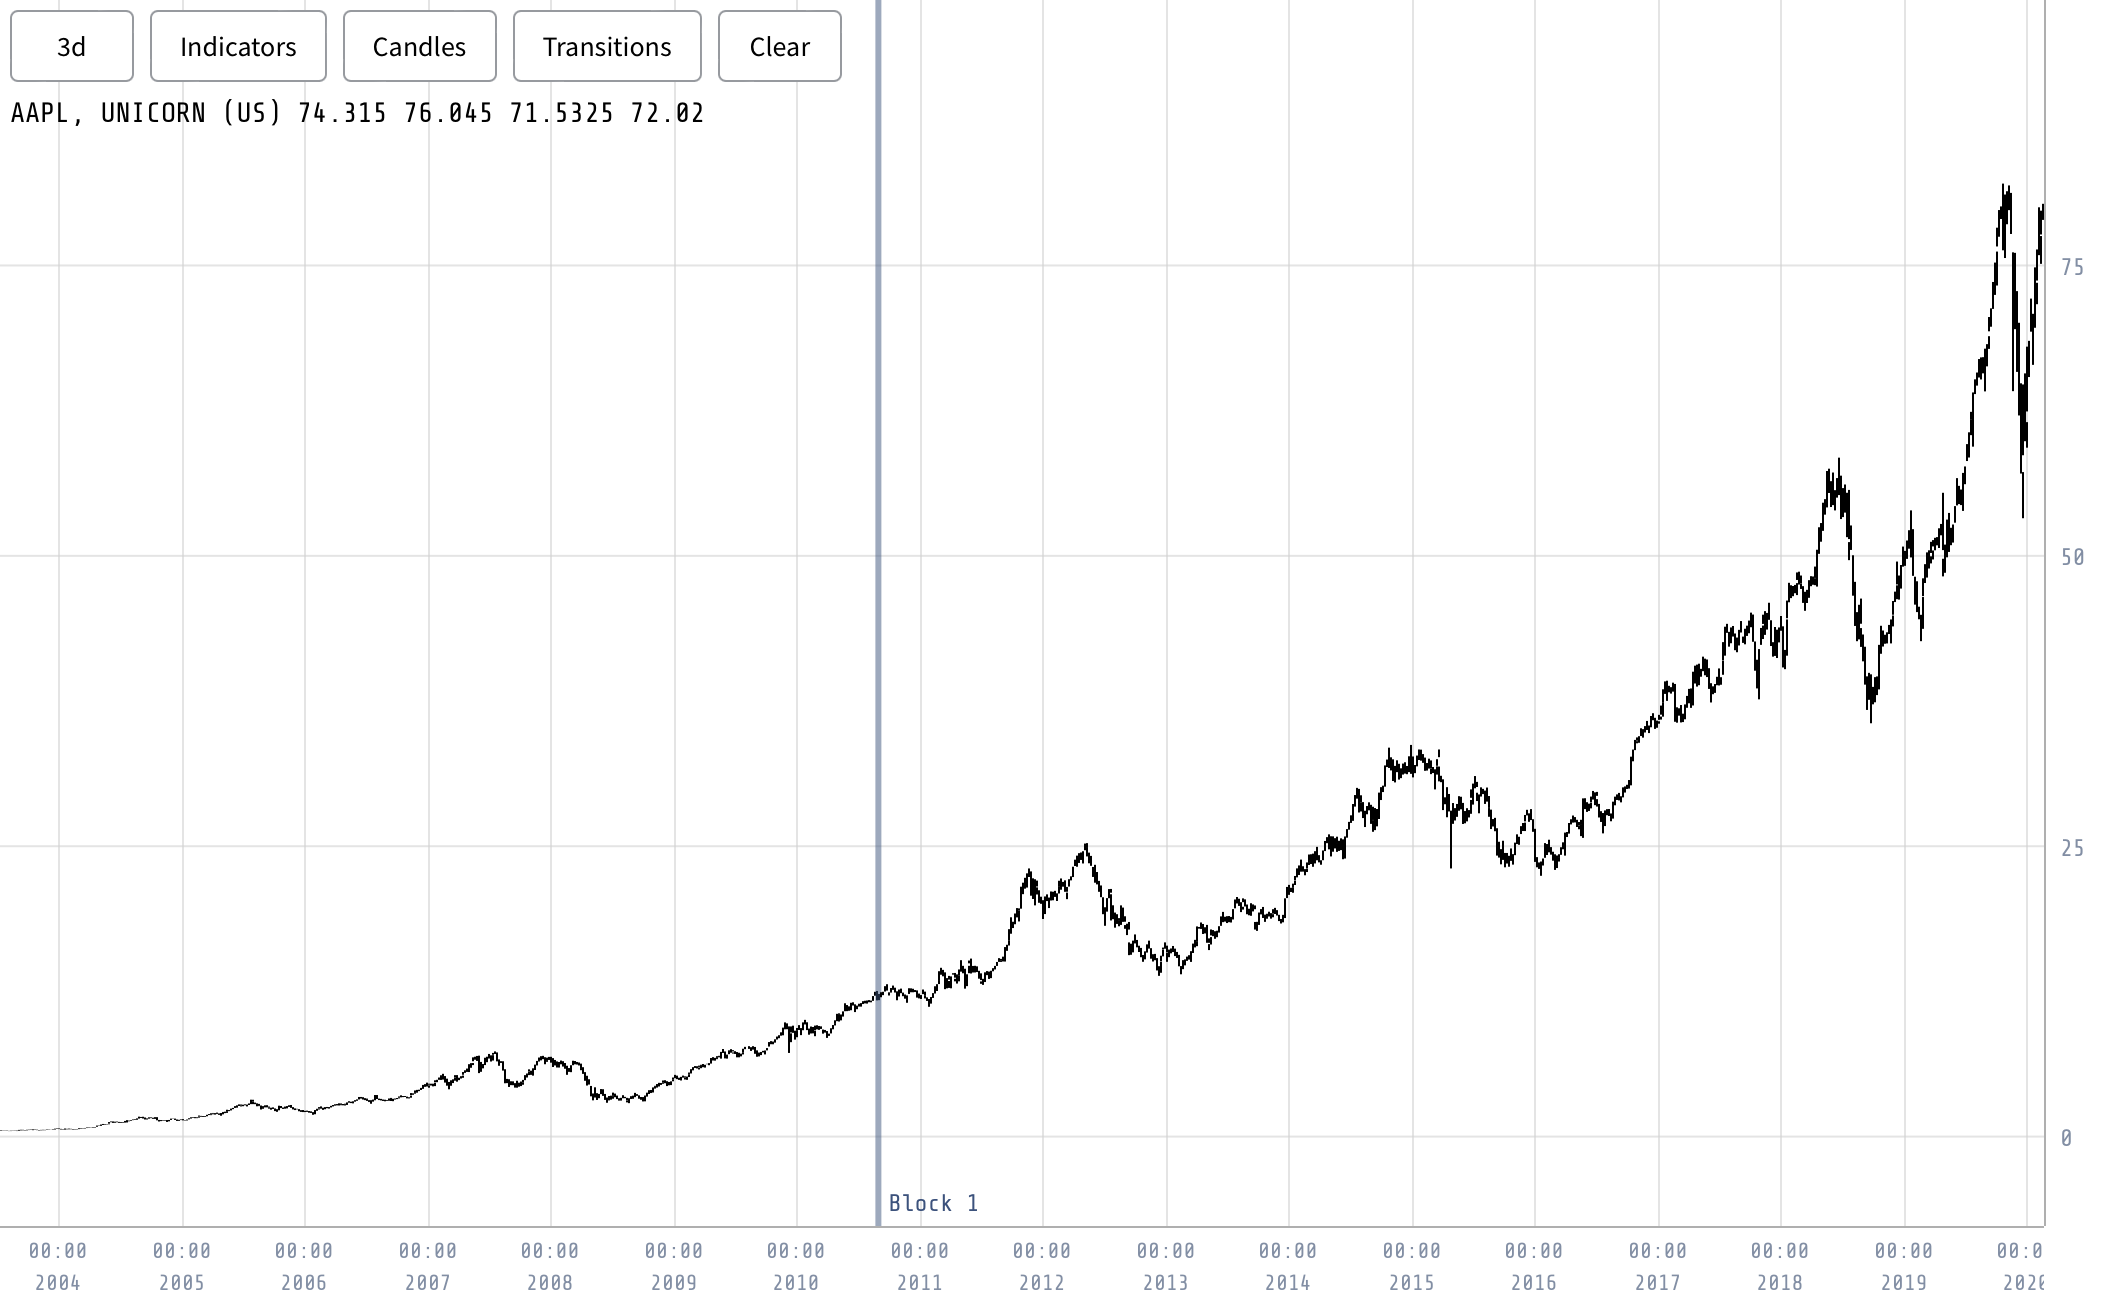 3d
Indicators
Candles
Transitions
Clear
AAPL, UNICORN (US) 74.315 76.045 71.5325 72.02
75
50
25
0
Block 1
00:00 00:00 00:00 00:00 00:00 00:00 00:00 00:00 00:00 00:00 00:00 00:00 00:00 00:00 00:00 00:00 00:0
2004 2005 2006 2007 2008 2009 2010 2011 2012 2013 2014 2015 2016 2017 2018 2019 2020